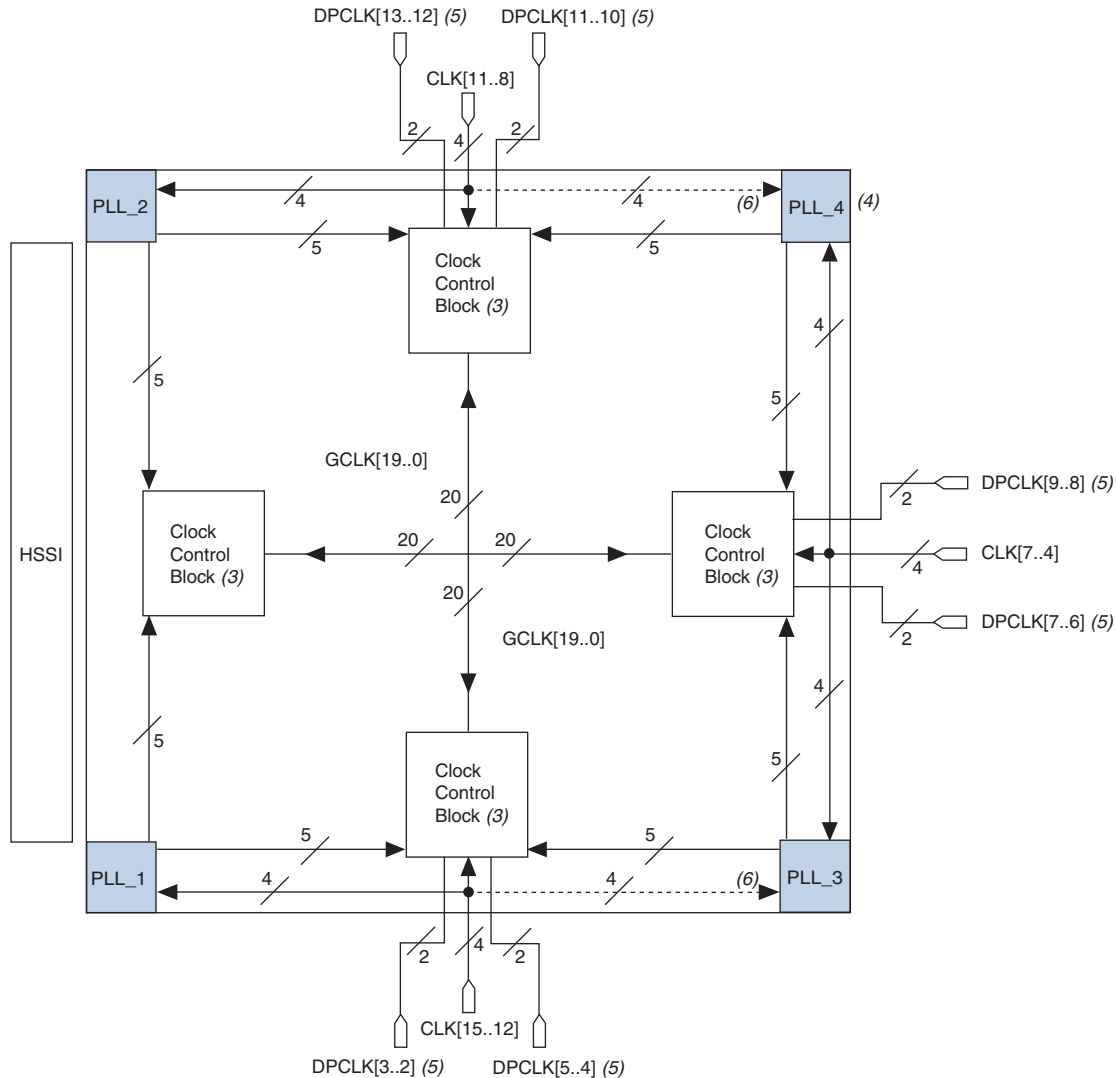 DPCLK[13..12] (5)
DPCLK[11..10] (5)
CLK[11..8]
2
4
2
PLL_2
4
4
(6)
PLL_4
(4)
5
5
Clock
Control
Block (3)
4
5
5
GCLK[19..0]
20
DPCLK[9..8] (5)
2
HSSI
Clock
Control
Block (3)
20
20
Clock
Control
Block (3)
4
CLK[7..4]
20
DPCLK[7..6] (5)
2
GCLK[19..0]
4
5
5
Clock
Control
Block (3)
5
5
PLL_1
4
4
(6)
PLL_3
2
4
2
CLK[15..12]
DPCLK[3..2] (5)
DPCLK[5..4] (5)